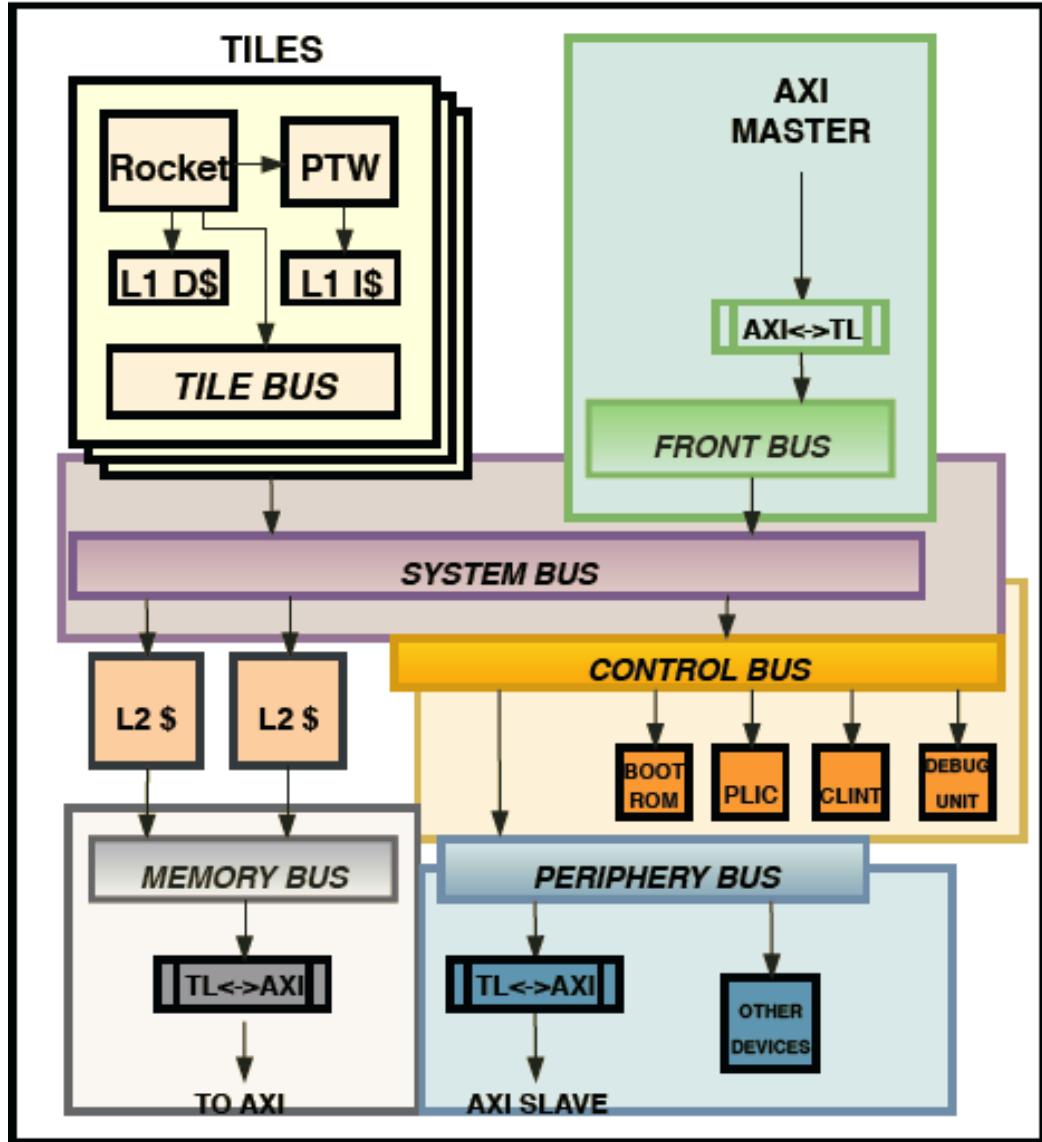 TILES
AXI
MASTER
Rocket
PTW
L1 D$
L1 I$
AXI<->TL
TILE BUS
FRONT BUS
SYSTEM BUS
CONTROL BUS
L2 $
L2 $
BOOT
ROM
PLIC
CLINT
DEBUG
UNIT
MEMORY BUS
PERIPHERY BUS
TL<->AXI
TL<->AXI
OTHER
DEVICES
TO AXI
AXI SLAVE